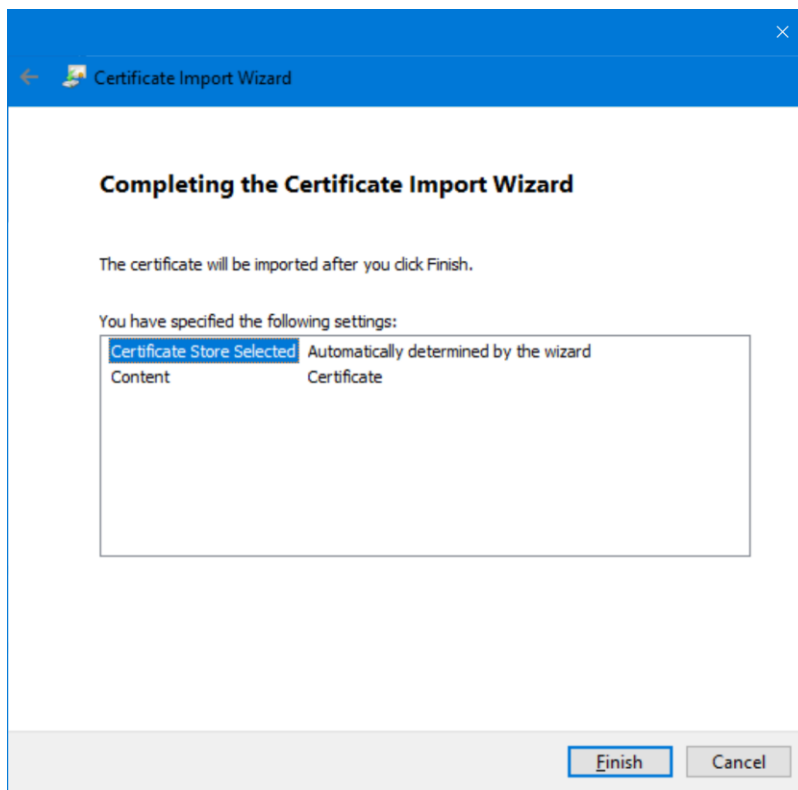 Certificate Import Wizard
Completing the Certificate Import Wizard
The certificate will be imported after you click Finish.
You have specified the following settings:
Certificate Store Selected Automatically determined by the wizard
Content Certificate
Finish Cancel